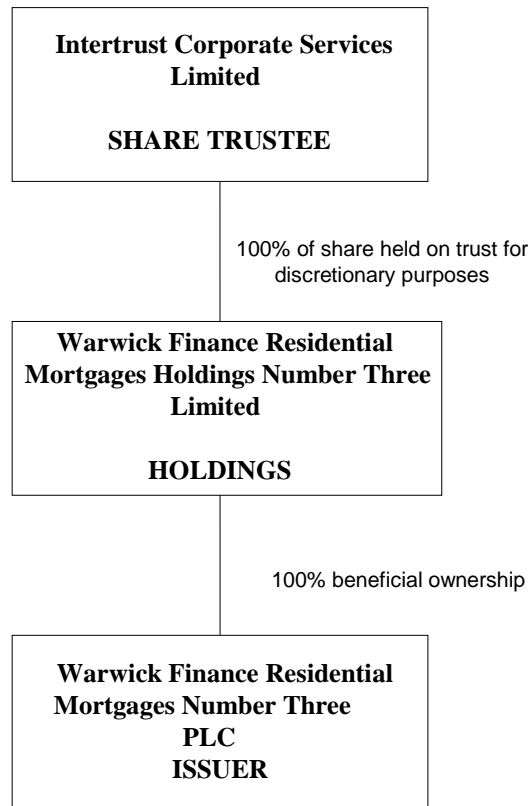 Intertrust Corporate Services
Limited
SHARE TRUSTEE
100% of share held on trust for
discretionary purposes
Warwick Finance Residential
Mortgages Holdings Number Three
Limited
HOLDINGS
100% beneficial ownership
Warwick Finance Residential
Mortgages Number Three
PLC
ISSUER